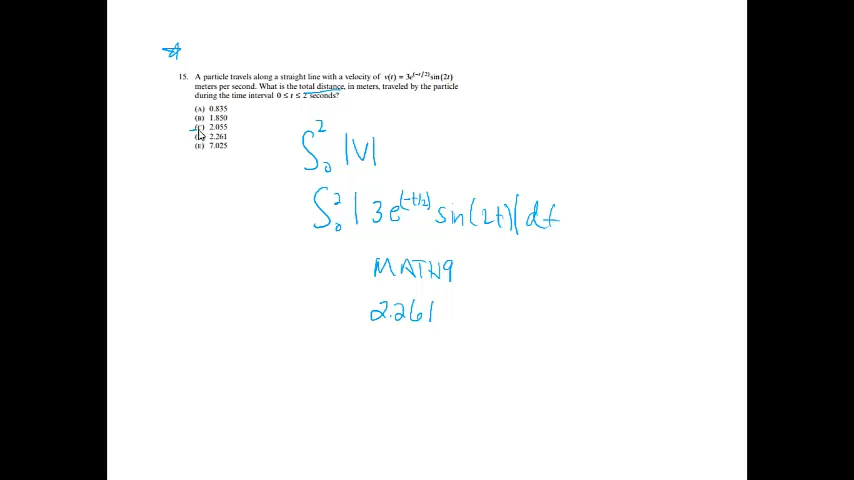 15. A particle travels along a straight line with a velocity of v(t) = 3e^(−t/2) sin(2t)
meters per second. What is the total distance, in meters, traveled by the particle
during the time interval 0 ≤ t ≤ 2 seconds?
(A) 0.835
(B) 1.850
(C) 2.055
2.261
(E) 7.025
∫₀² |V|
∫₀² | 3e^(-t/2) sin(2t)| dt
MATH9
2.261